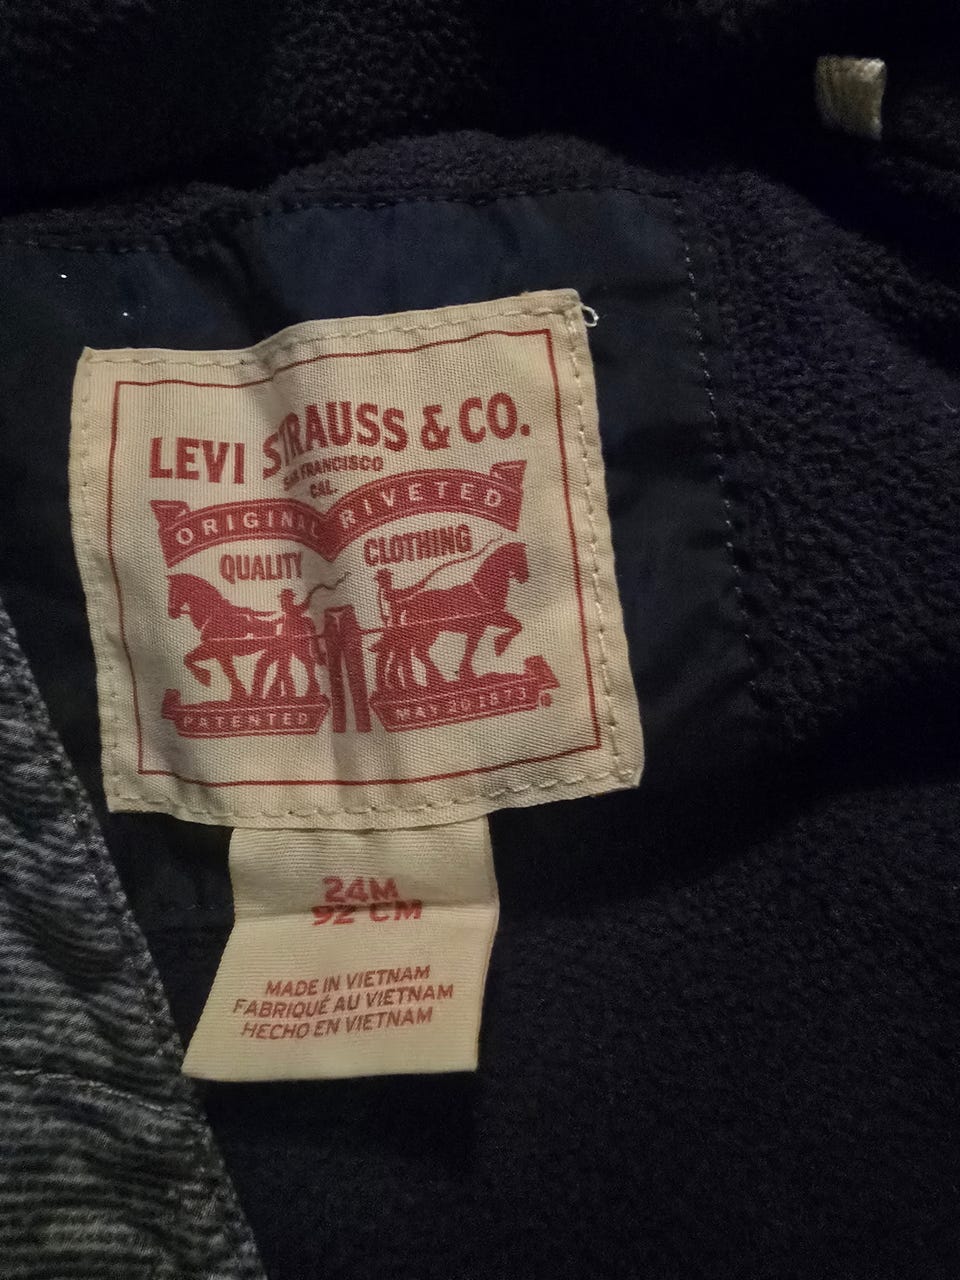 LEVI STRAUSS & CO.
SAN FRANCISCO
CAL.
ORIGINAL RIVETED
QUALITY CLOTHING
PATENTED MAY 20 1873 ®
24M
92 CM
MADE IN VIETNAM
FABRIQUÉ AU VIETNAM
HECHO EN VIETNAM